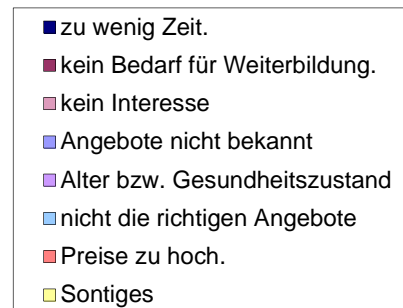 zu wenig Zeit.
kein Bedarf für Weiterbildung.
kein Interesse
Angebote nicht bekannt
Alter bzw. Gesundheitszustand
nicht die richtigen Angebote
Preise zu hoch.
Sontiges